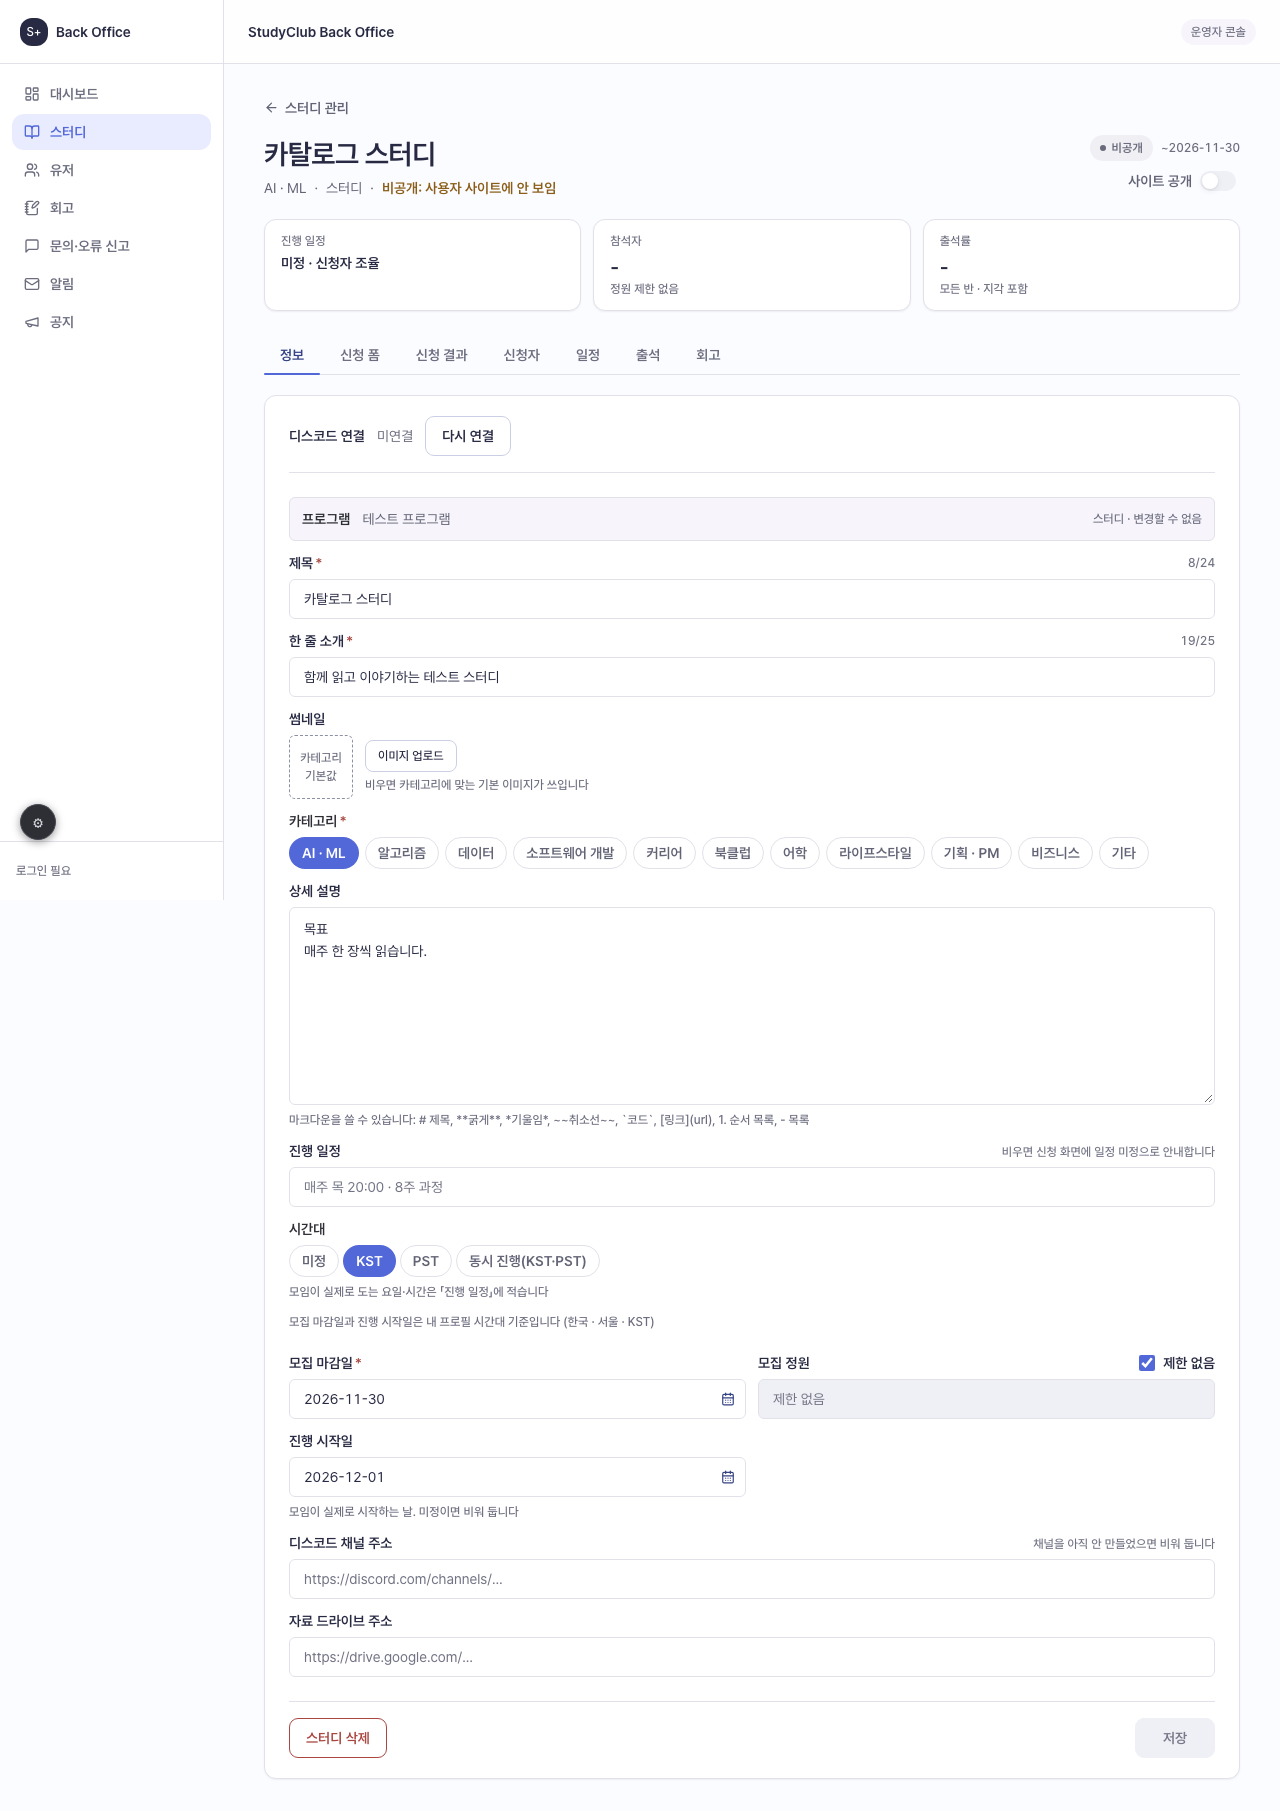 S+ Back Office
StudyClub Back Office
운영자 콘솔
대시보드
스터디
유저
회고
문의·오류 신고
알림
공지
로그인 필요
스터디 관리
카탈로그 스터디
비공개 ~2026-11-30
AI · ML · 스터디 · 비공개: 사용자 사이트에 안 보임
사이트 공개
진행 일정
미정 · 신청자 조율
참석자
-
정원 제한 없음
출석률
-
모든 반 · 지각 포함
정보 신청 폼 신청 결과 신청자 일정 출석 회고
디스코드 연결 미연결 다시 연결
프로그램 테스트 프로그램 스터디 · 변경할 수 없음
제목 * 8/24
카탈로그 스터디
한 줄 소개 * 19/25
함께 읽고 이야기하는 테스트 스터디
썸네일
카테고리
기본값
이미지 업로드
비우면 카테고리에 맞는 기본 이미지가 쓰입니다
카테고리 *
AI · ML 알고리즘 데이터 소프트웨어 개발 커리어 북클럽 어학 라이프스타일 기획 · PM 비즈니스 기타
상세 설명
목표
매주 한 장씩 읽습니다.
마크다운을 쓸 수 있습니다: # 제목, **굵게**, *기울임*, ~~취소선~~, `코드`, [링크](url), 1. 순서 목록, - 목록
진행 일정 비우면 신청 화면에 일정 미정으로 안내합니다
매주 목 20:00 · 8주 과정
시간대
미정 KST PST 동시 진행(KST·PST)
모임이 실제로 도는 요일·시간은 「진행 일정」에 적습니다
모집 마감일과 진행 시작일은 내 프로필 시간대 기준입니다 (한국 · 서울 · KST)
모집 마감일 *
2026-11-30
모집 정원 제한 없음
제한 없음
진행 시작일
2026-12-01
모임이 실제로 시작하는 날. 미정이면 비워 둡니다
디스코드 채널 주소 채널을 아직 안 만들었으면 비워 둡니다
https://discord.com/channels/...
자료 드라이브 주소
https://drive.google.com/...
스터디 삭제 저장